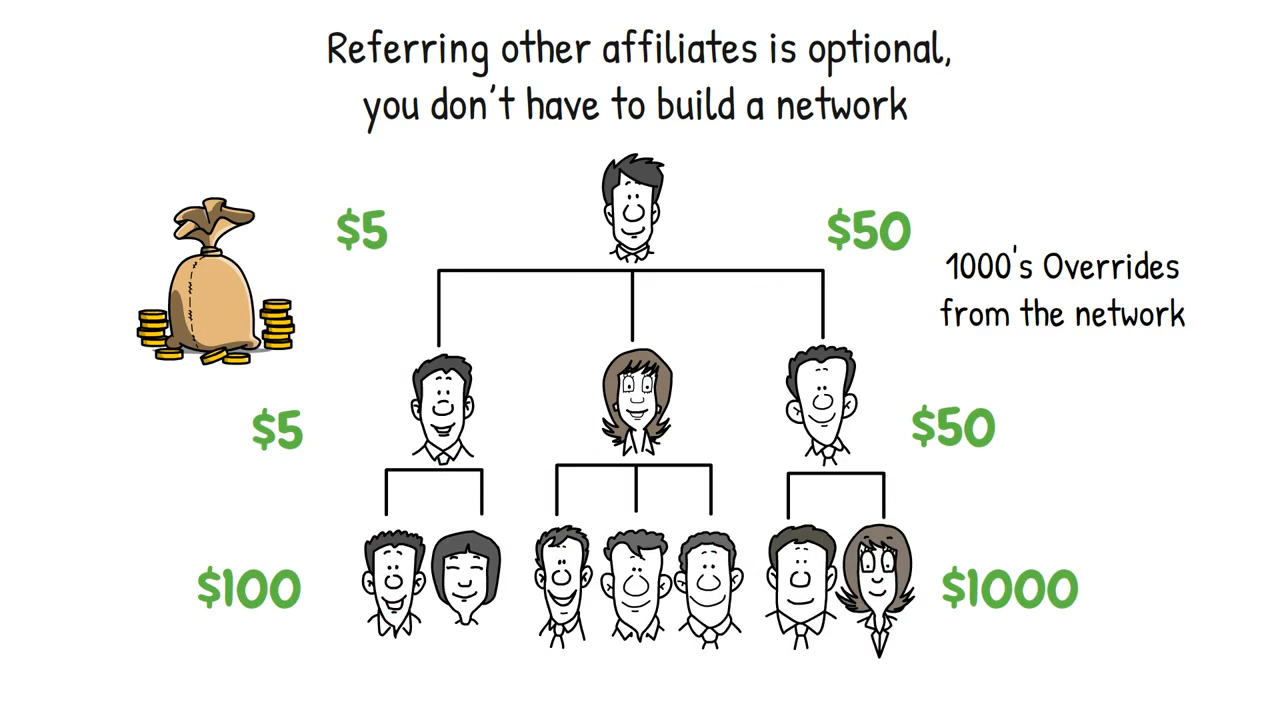 Referring other affiliates is optional,
you don't have to build a network
$5
$50
1000's Overrides
from the network
$5
$50
$100
$1000